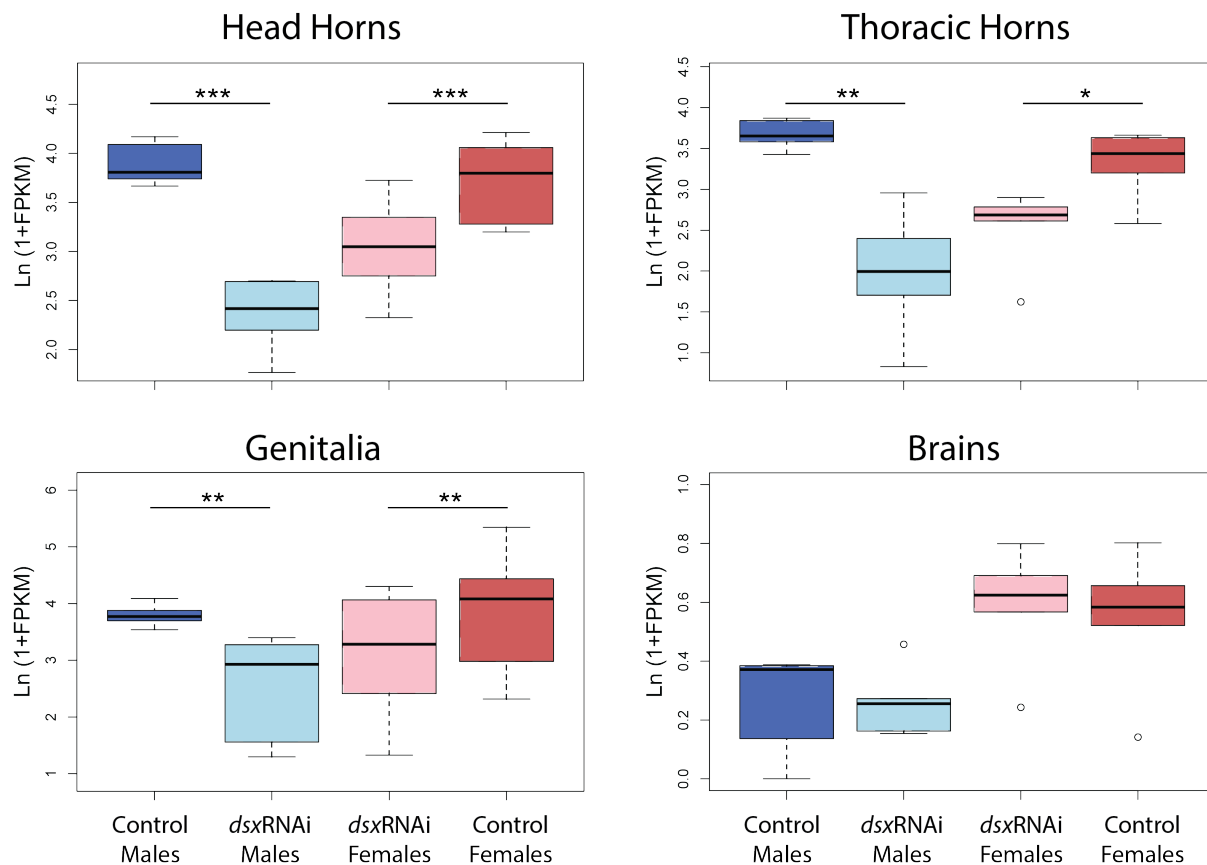 Head Horns
Thoracic Horns
Ln (1+FPKM)
4.5
4.0
3.5
3.0
2.5
2.0
***
***
Ln (1+FPKM)
4.5
4.0
3.5
3.0
2.5
2.0
1.5
1.0
**
*
Genitalia
Brains
Ln (1+FPKM)
6
5
4
3
2
1
**
**
Ln (1+FPKM)
1.0
0.8
0.6
0.4
0.2
0.0
Control
Males
dsxRNAi
Males
dsxRNAi
Females
Control
Females
Control
Males
dsxRNAi
Males
dsxRNAi
Females
Control
Females